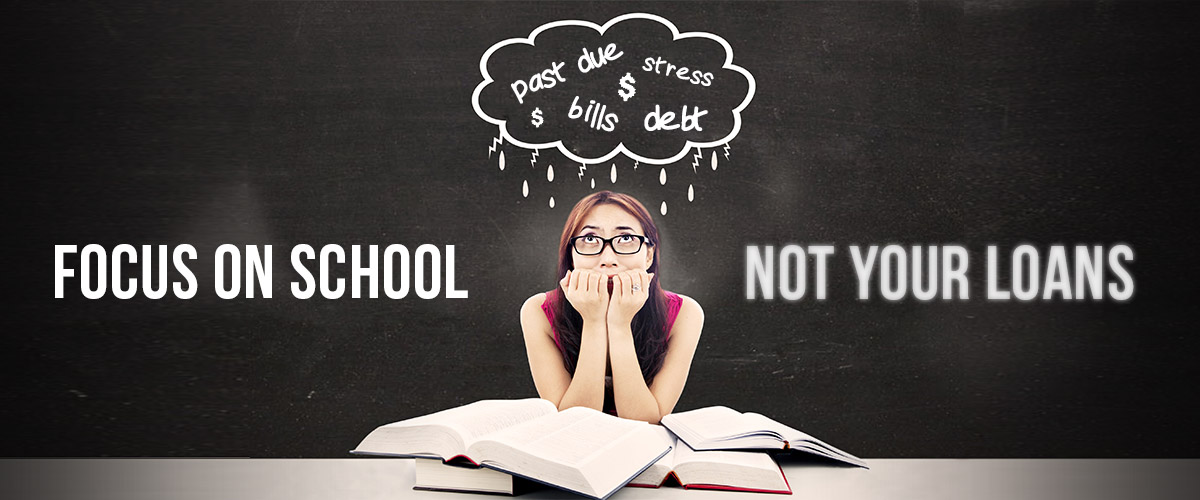 past due
$
stress
$
bills
debt
FOCUS ON SCHOOL
NOT YOUR LOANS